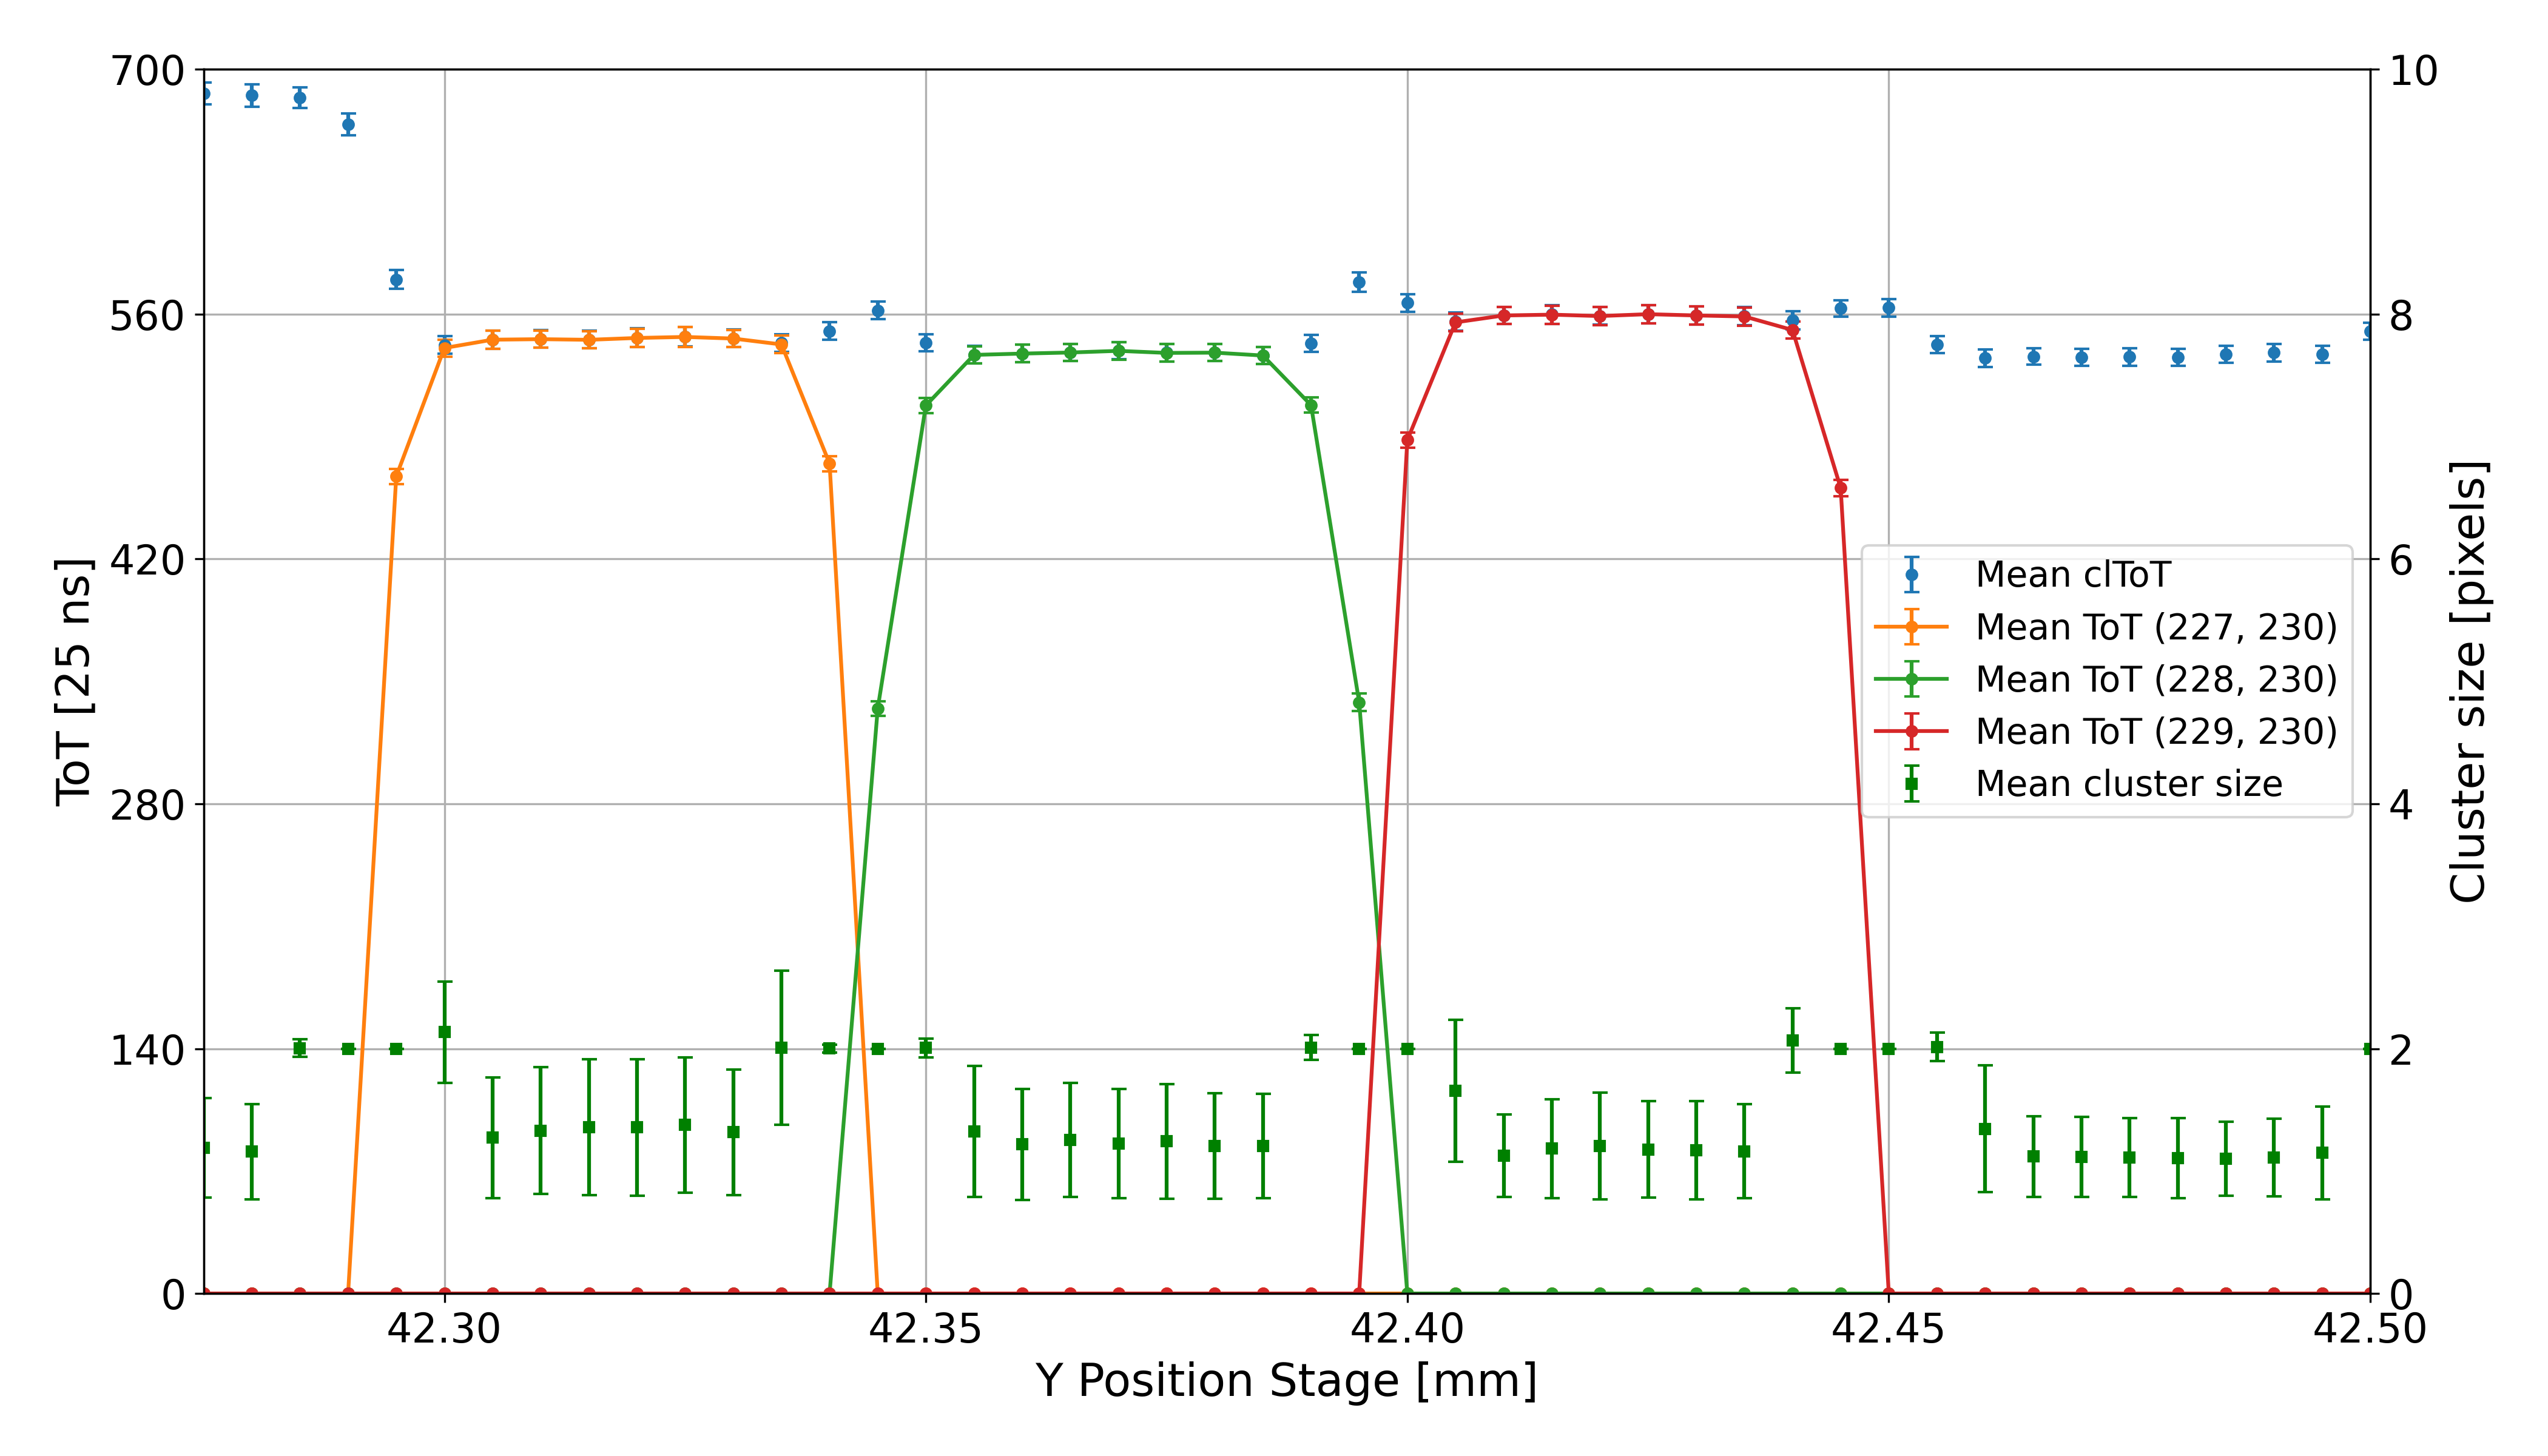 700
560
420
280
140
0
ToT [25 ns]
10
8
6
4
2
0
Cluster size [pixels]
Mean clToT
Mean ToT (227, 230)
Mean ToT (228, 230)
Mean ToT (229, 230)
Mean cluster size
42.30 42.35 42.40 42.45 42.50
Y Position Stage [mm]